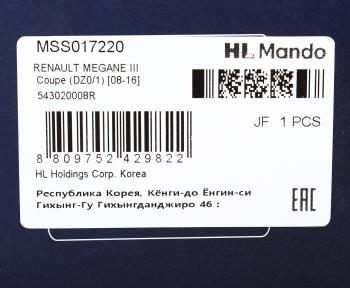 MSS017220
HL Mando
RENAULT MEGANE III
Coupe (DZ0/1) [08-16]
543020008R
JF 1 PCS
8 809752 429822
HL Holdings Corp. Korea
Республика Корея, Кёнги-до Ёнгин-си
Гихынг-Гу Гихынгданджиро 46 :
EAC